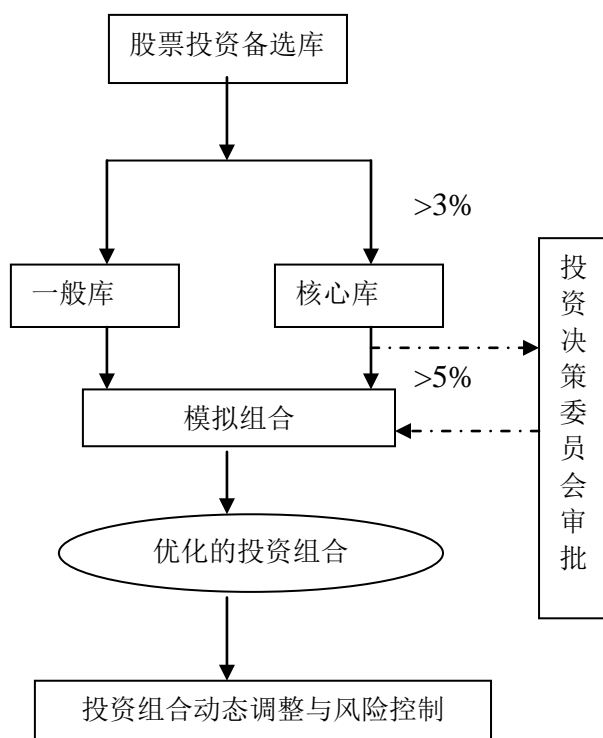 股票投资备选库
>3%
一般库
核心库
投资决策委员会审批
>5%
模拟组合
优化的投资组合
投资组合动态调整与风险控制